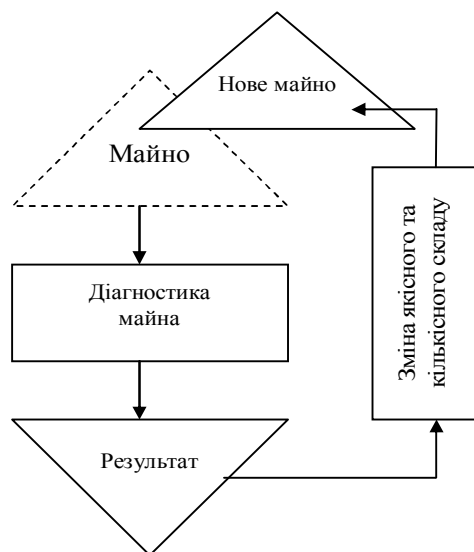 Нове майно
Майно
Діагностика
майна
Результат
Зміна якісного та
кількісного складу